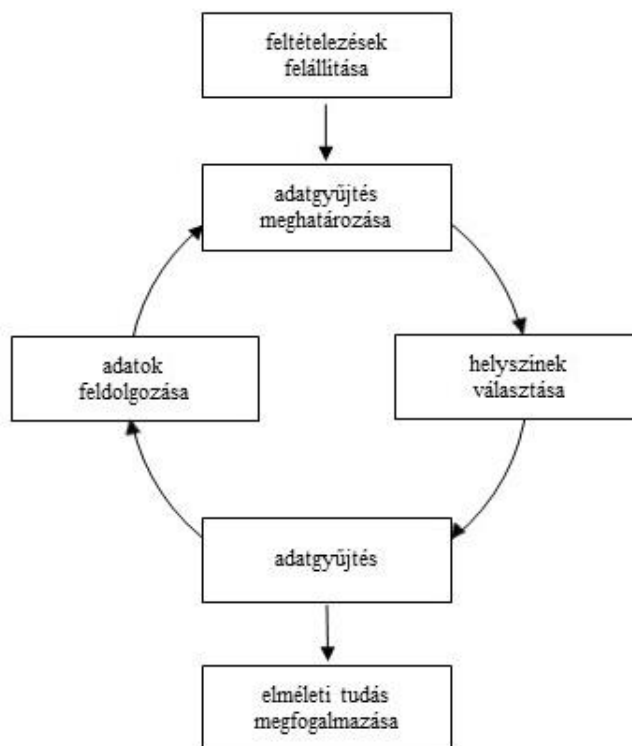 feltételezések
felállítása
adatgyűjtés
meghatározása
adatok
feldolgozása
helyszínek
választása
adatgyűjtés
elméleti tudás
megfogalmazása